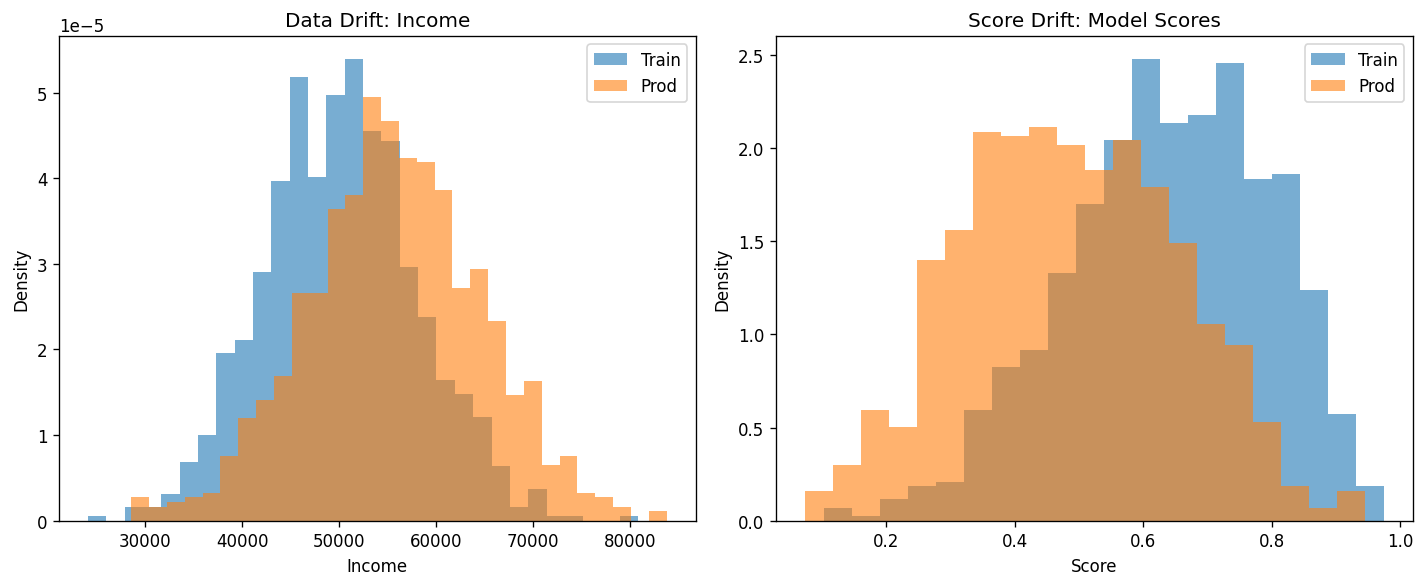 Data Drift: Income
1e−5
Train
Prod
Density
5
4
3
2
1
0
30000 40000 50000 60000 70000 80000
Income
Score Drift: Model Scores
Train
Prod
Density
2.5
2.0
1.5
1.0
0.5
0.0
0.2 0.4 0.6 0.8 1.0
Score